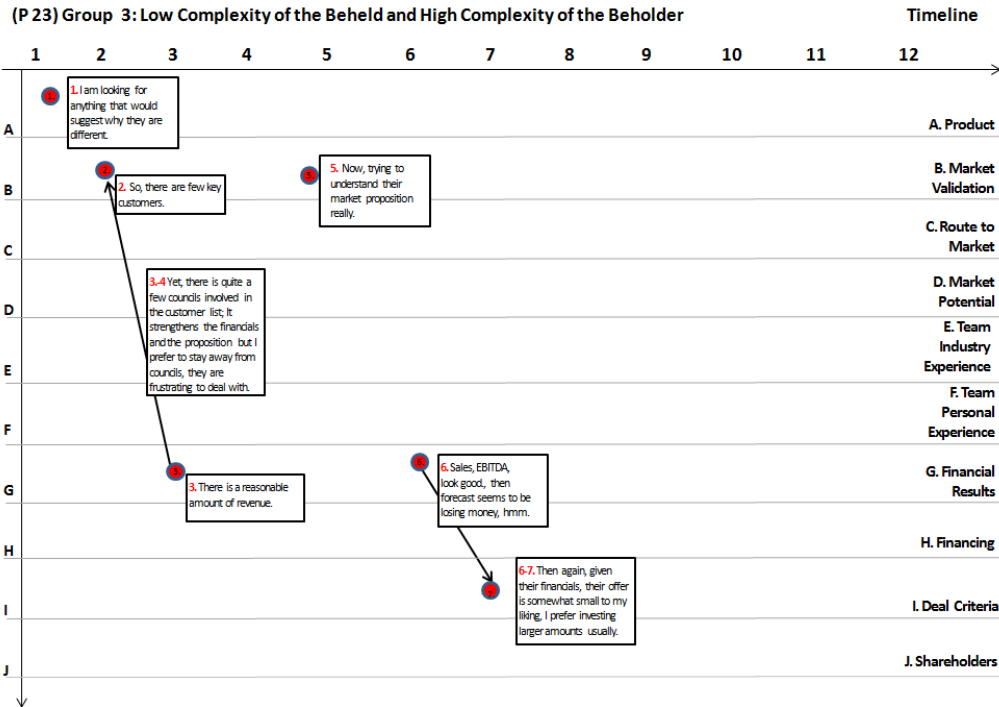 (P 23) Group 3: Low Complexity of the Beheld and High Complexity of the Beholder
Timeline
1 2 3 4 5 6 7 8 9 10 11 12
1.
1. I am looking for
anything that would
suggest why they are
different.
A
A. Product
2.
2. So, there are few key
customers.
5.
5. Now, trying to
understand their
market proposition
really.
B
B. Market
Validation
C
C. Route to
Market
3.-4 Yet, there is quite a
few councils involved in
the customer list; It
strengthens the financials
and the proposition but I
prefer to stay away from
councils, they are
frustrating to deal with.
D
D. Market
Potential
E
E. Team
Industry
Experience
F
F. Team
Personal
Experience
3.
3. There is a reasonable
amount of revenue.
6.
6. Sales, EBITDA,
look good., then
forecast seems to be
losing money, hmm.
G
G. Financial
Results
H
H. Financing
6-7. Then again, given
their financials, their offer
is somewhat small to my
liking, I prefer investing
larger amounts usually.
I
I. Deal Criteria
J
J. Shareholders